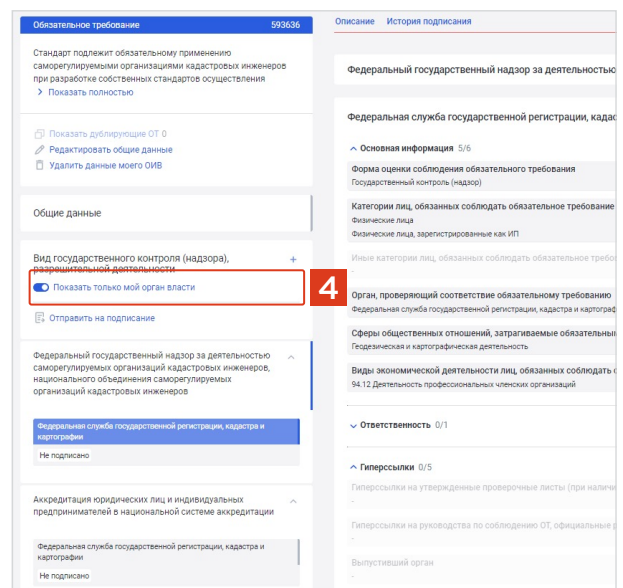 Обязательное требование 593636
Стандарт подлежит обязательному применению
саморегулируемыми организациями кадастровых инженеров
при разработке собственных стандартов осуществления
Показать полностью
Показать дублирующие ОТ 0
Редактировать общие данные
Удалить данные моего ОИВ
Общие данные
Вид государственного контроля (надзора), +
разрешительной деятельности
Показать только мой орган власти
4
Отправить на подписание
Федеральный государственный надзор за деятельностью
саморегулируемых организаций кадастровых инженеров,
национального объединения саморегулируемых
организаций кадастровых инженеров
Федеральная служба государственной регистрации, кадастра и
картографии
Не подписано
Аккредитация юридических лиц и индивидуальных
предпринимателей в национальной системе аккредитации
Федеральная служба государственной регистрации, кадастра и
картографии
Не подписано
Описание История подписания
Федеральный государственный надзор за деятельностью
Федеральная служба государственной регистрации,
Основная информация 5/6
Форма оценки соблюдения обязательного требования
Государственный контроль (надзор)
Категории лиц, обязанных соблюдать обязательное требование
Физические лица
Физические лица, зарегистрированные как ИП
Иные категории лиц, обязанных соблюдать обязательное
-
Орган, проверяющий соответствие обязательному требованию
Федеральная служба государственной регистрации, кадастра и
Сферы общественных отношений, затрагиваемые
Геодезическая и картографическая деятельность
Виды экономической деятельности лиц, обязанных соблюдать
94.12 Деятельность профессиональных членских организаций
Ответственность 0/1
Гиперссылки 0/5
Гиперссылки на утвержденные проверочные листы (при
-
Гиперссылки на руководства по соблюдению ОТ, официальные
-
Выпустивший орган
-